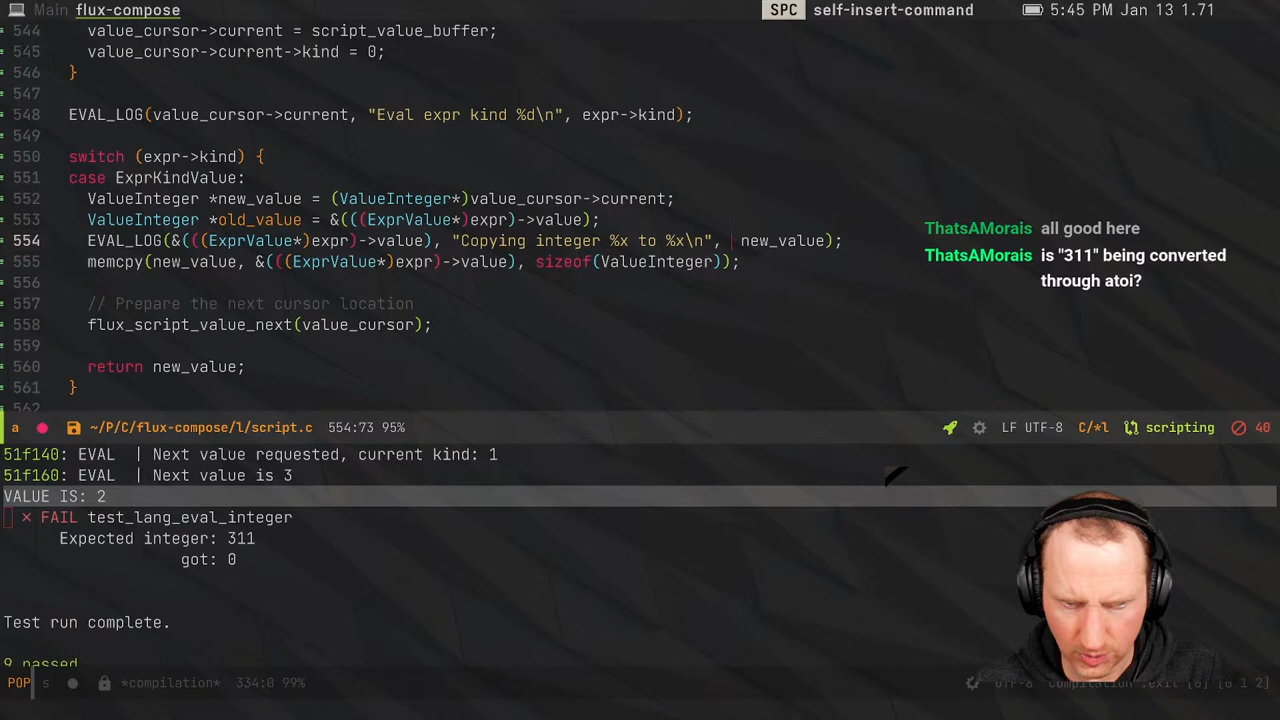 Main flux-compose SPC self-insert-command 5:45 PM Jan 13 1.71
544 value_cursor->current = script_value_buffer;
545 value_cursor->current->kind = 0;
546 }
547
548 EVAL_LOG(value_cursor->current, "Eval expr kind %d\n", expr->kind);
549
550 switch (expr->kind) {
551 case ExprKindValue:
552 ValueInteger *new_value = (ValueInteger*)value_cursor->current;
553 ValueInteger *old_value = &(((ExprValue*)expr)->value);
554 EVAL_LOG(&(((ExprValue*)expr)->value), "Copying integer %x to %x\n", new_value);
555 memcpy(new_value, &(((ExprValue*)expr)->value), sizeof(ValueInteger));
556
557 // Prepare the next cursor location
558 flux_script_value_next(value_cursor);
559
560 return new_value;
561 }
562
ThatsAMorais all good here
ThatsAMorais is "311" being converted
through atoi?
a ~/P/C/flux-compose/l/script.c 554:73 95% LF UTF-8 C/*l scripting 40
51f140: EVAL | Next value requested, current kind: 1
51f160: EVAL | Next value is 3
VALUE IS: 2
× FAIL test_lang_eval_integer
Expected integer: 311
got: 0
Test run complete.
9 passed
POP s *compilation* 334:0 99% UTF-8